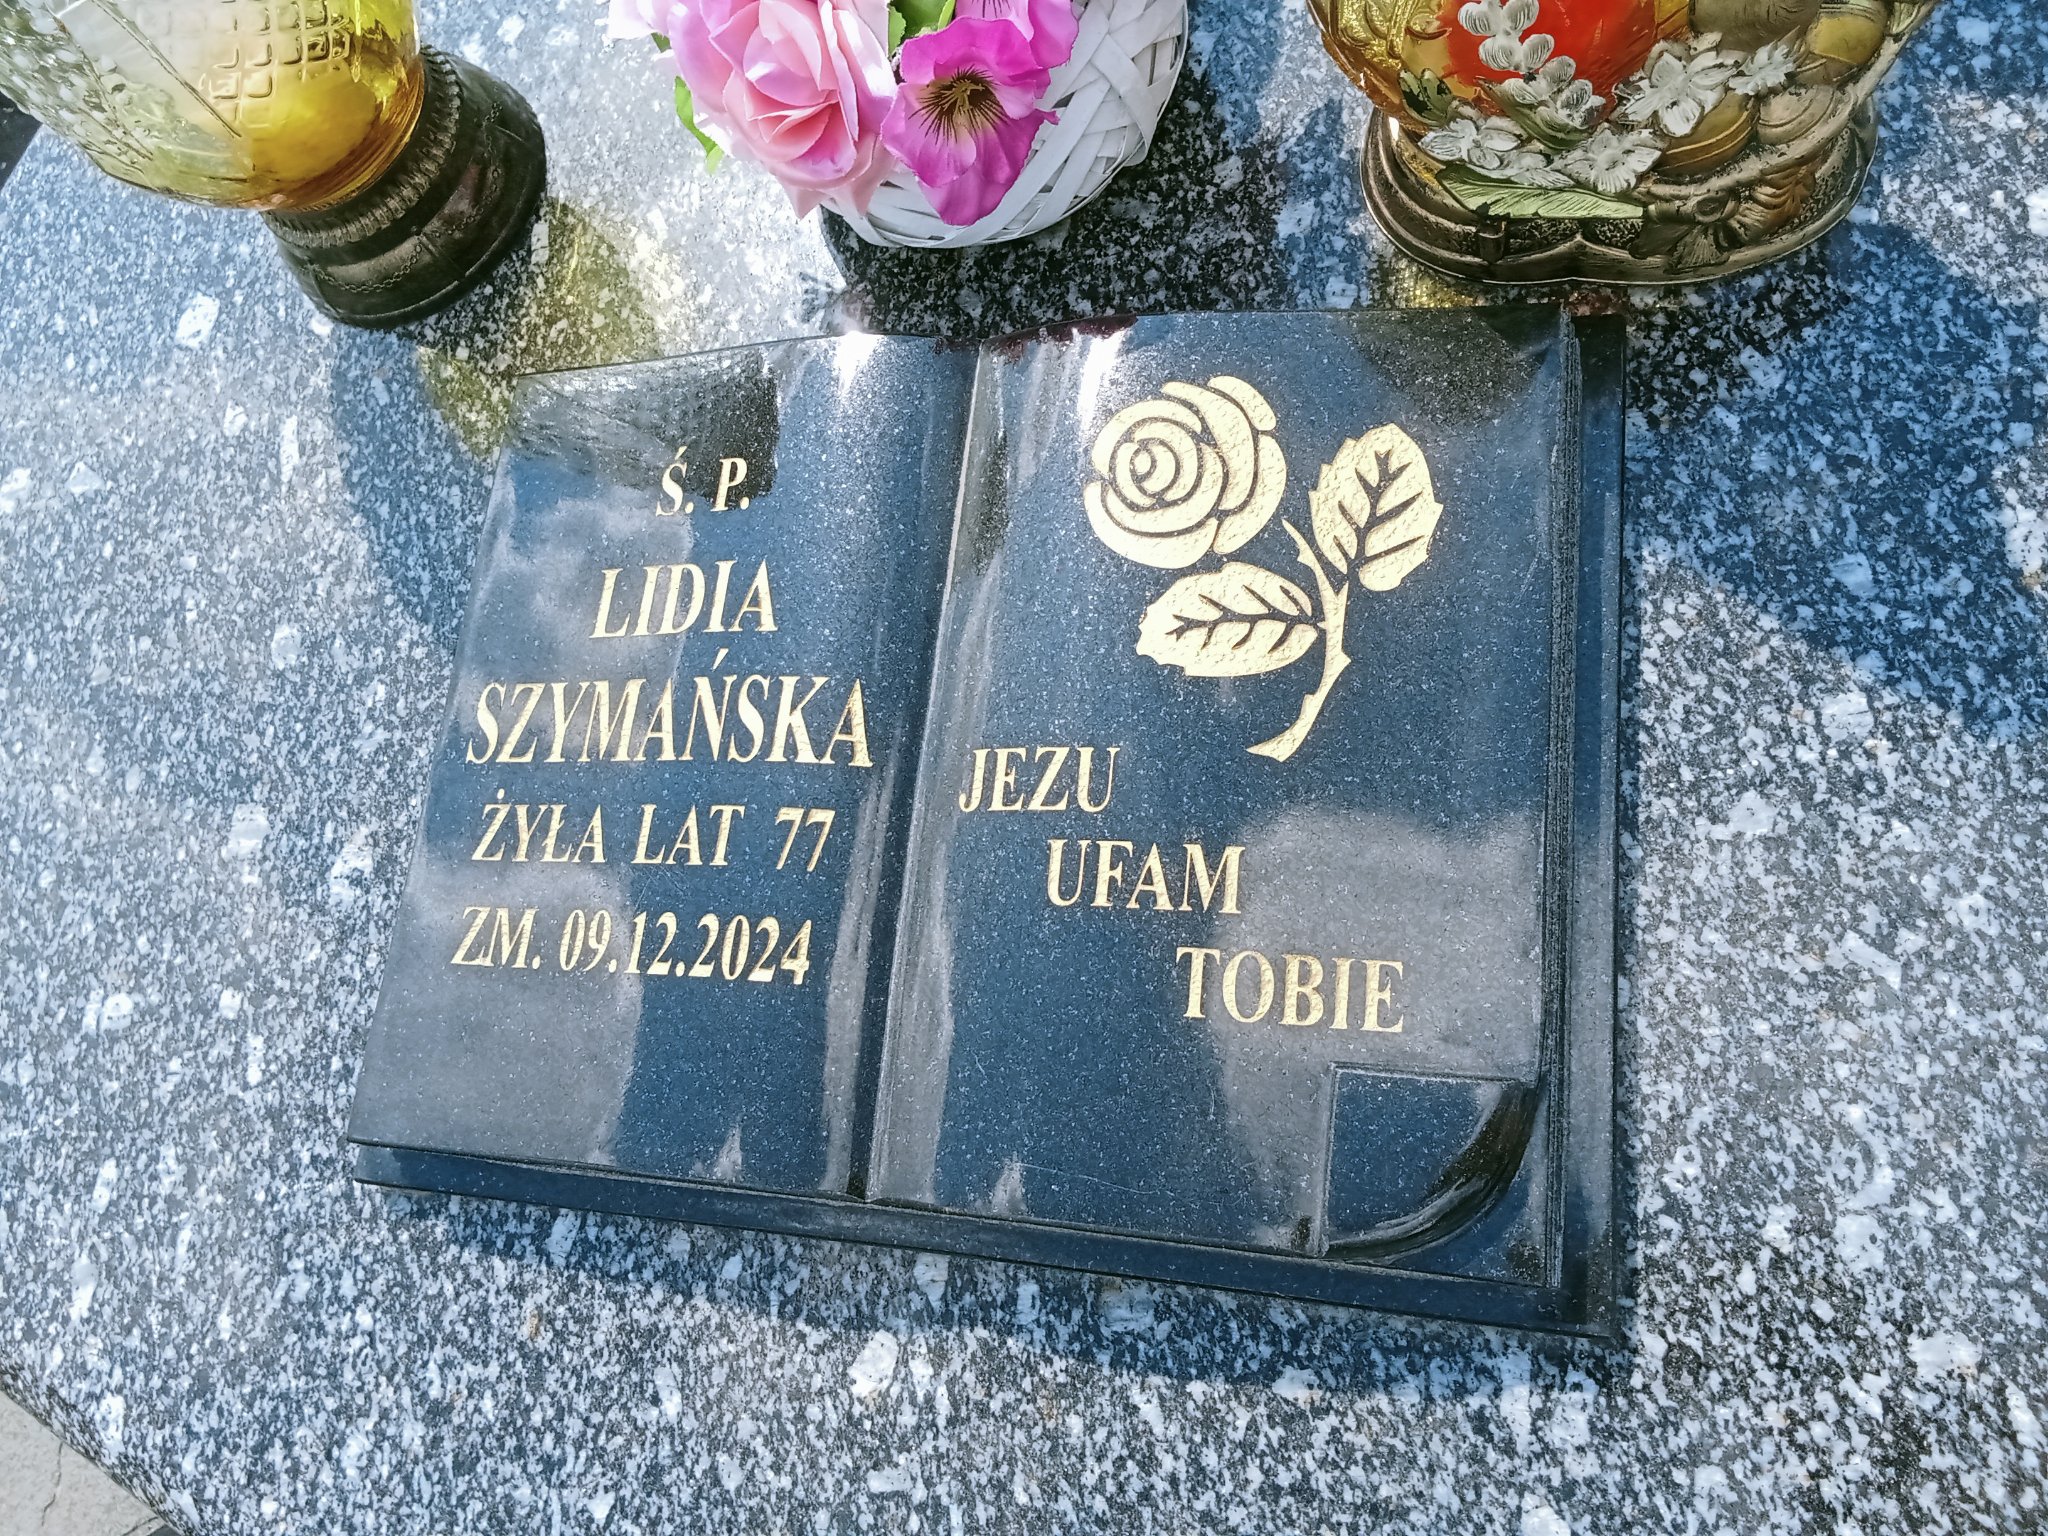 Ś. P.
LIDIA
SZYMAŃSKA
ŻYŁA LAT 77
ZM. 09.12.2024
JEZU
UFAM
TOBIE